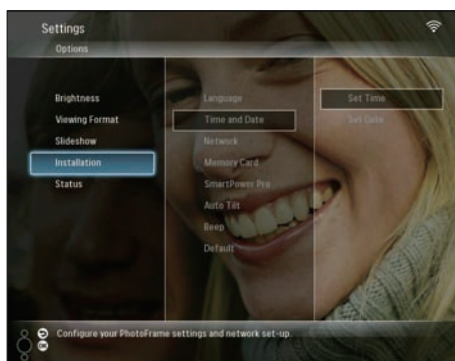 Settings
Options
Brightness
Viewing Format
Slideshow
Installation
Status
Language
Time and Date
Network
Memory Card
SmartPower Pro
Auto Tilt
Beep
Default
Set Time
Set Date
Configure your PhotoFrame settings and network set-up
OK